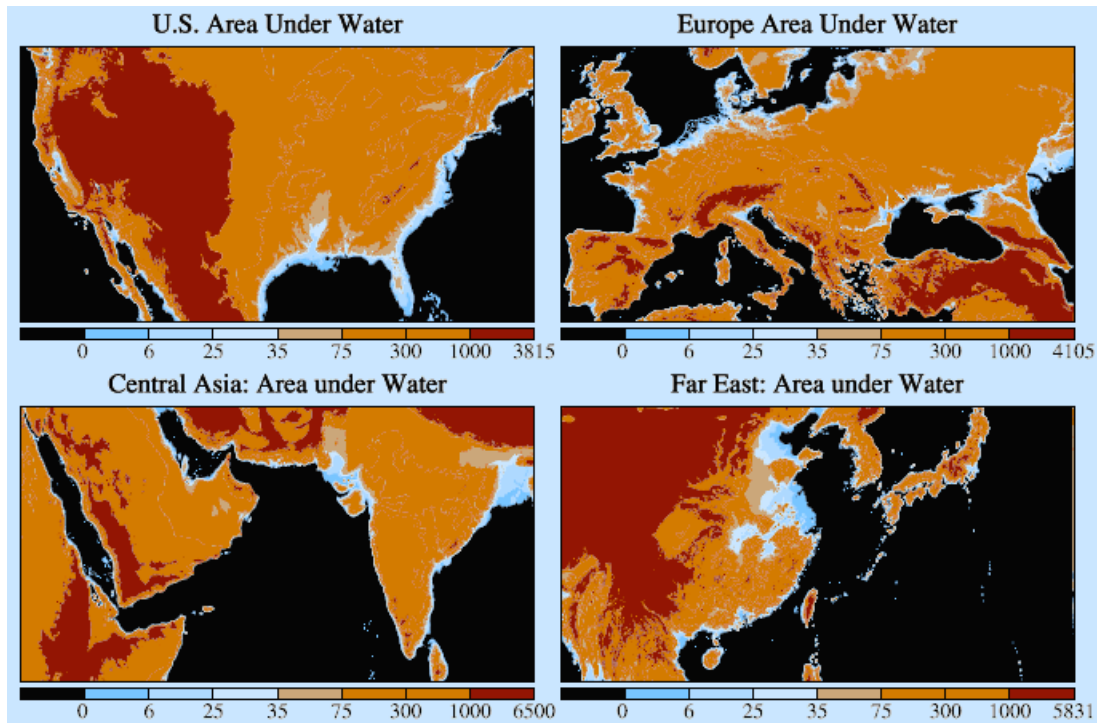 U.S. Area Under Water
Europe Area Under Water
0 6 25 35 75 300 1000 3815
0 6 25 35 75 300 1000 4105
Central Asia: Area under Water
Far East: Area under Water
0 6 25 35 75 300 1000 6500
0 6 25 35 75 300 1000 5831